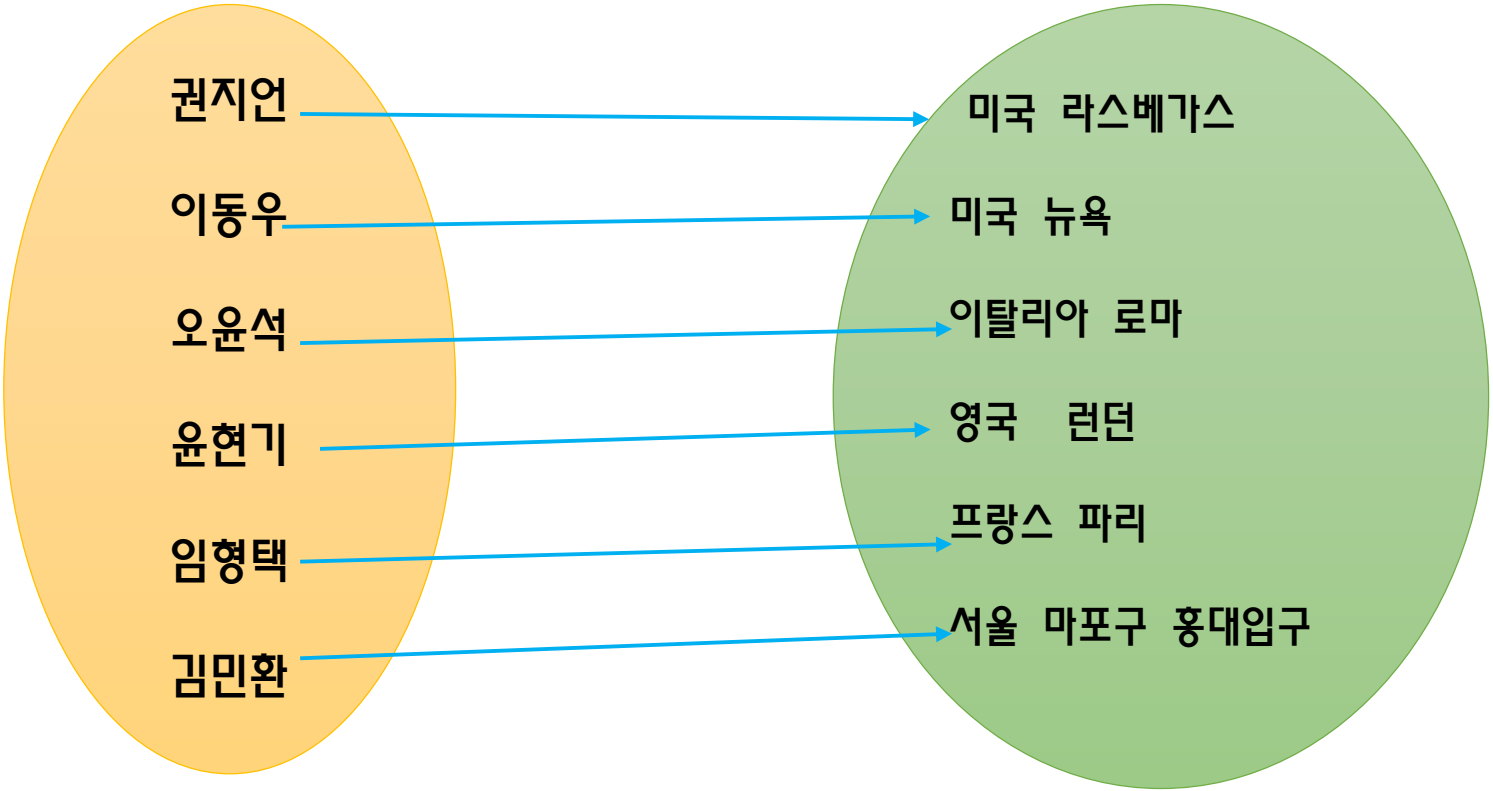 권지언
이동우
오윤석
윤현기
임형택
김민환
미국 라스베가스
미국 뉴욕
이탈리아 로마
영국 런던
프랑스 파리
서울 마포구 홍대입구